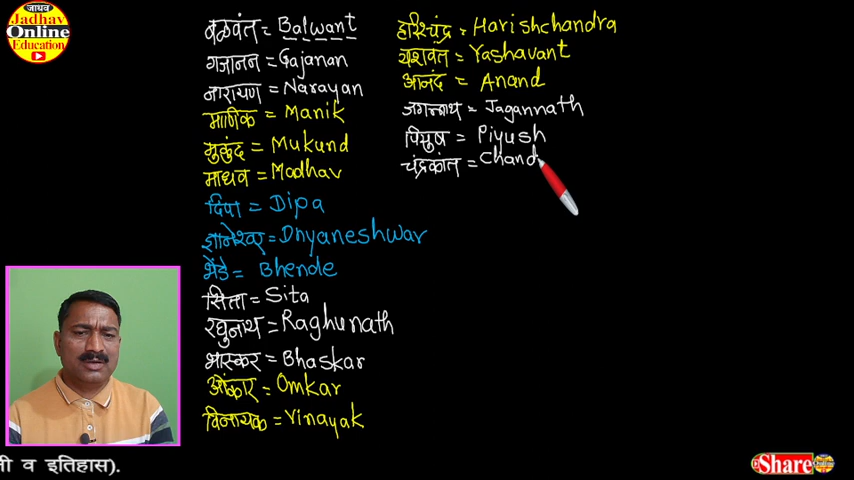 जाधव
Jadhav
Online
Education
बळवंत = Balwant
गजानन = Gajanan
नारायण = Narayan
माणिक = Manik
मुकुंद = Mukund
माधव = Madhav
दिपा = Dipa
ज्ञानेश्वर = Dnyaneshwar
भेंडे = Bhende
सिता = Sita
रघुनाथ = Raghunath
भास्कर = Bhaskar
ओंकार = Omkar
विनायक = Vinayak
हरिश्चंद्र = Harishchandra
यशवंत = Yashavant
आनंद = Anand
जगन्नाथ = Jagannath
पियुष = Piyush
चंद्रकांत = Chand
व इतिहास).
Share